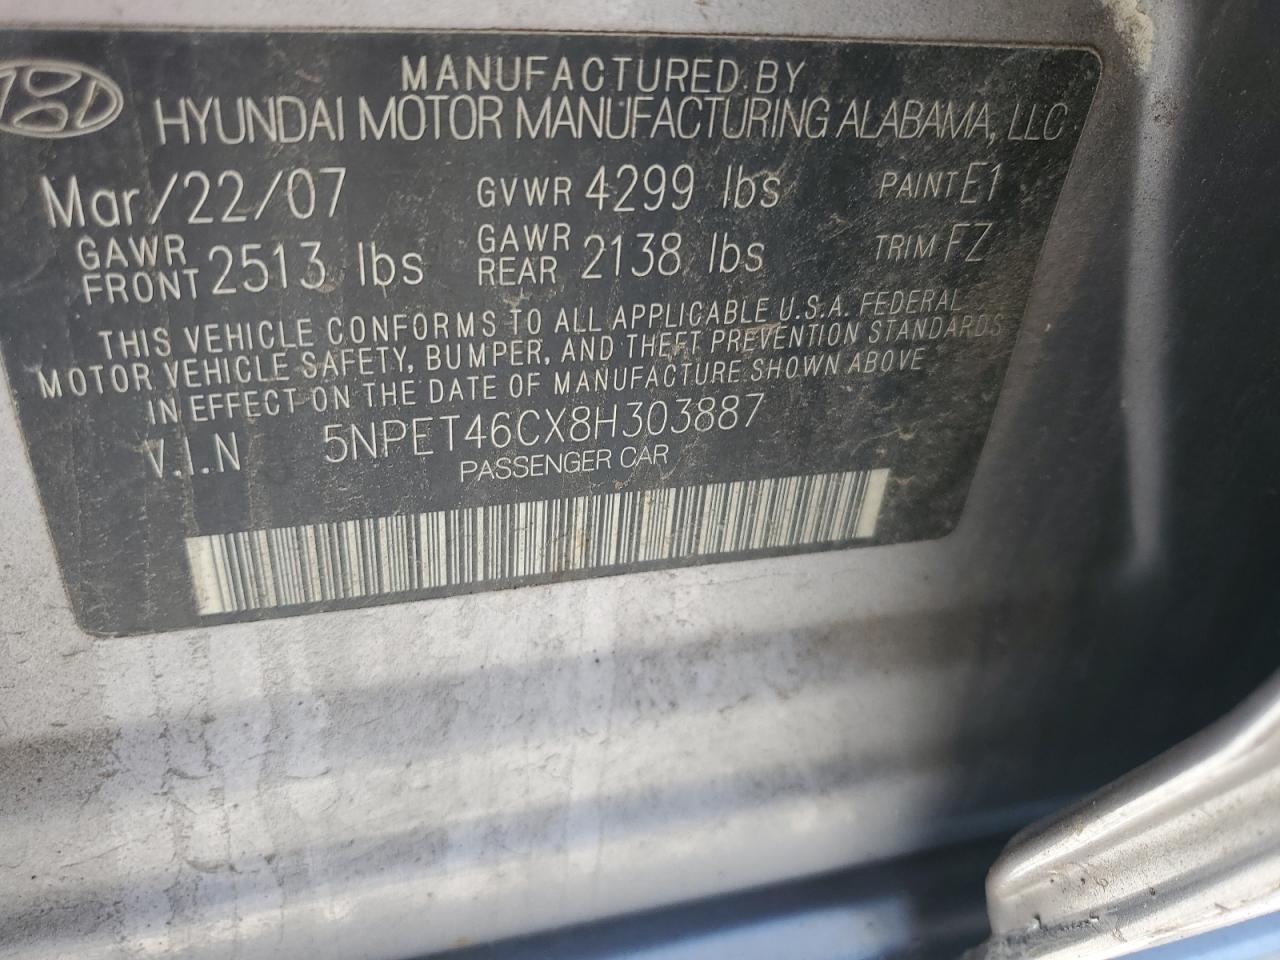 MANUFACTURED BY
HYUNDAI MOTOR MANUFACTURING ALABAMA, LLC
Mar/22/07 GVWR 4299 lbs PAINT E1
GAWR FRONT 2513 lbs GAWR REAR 2138 lbs TRIM FZ
THIS VEHICLE CONFORMS TO ALL APPLICABLE U.S.A. FEDERAL
MOTOR VEHICLE SAFETY, BUMPER, AND THEFT PREVENTION STANDARDS
IN EFFECT ON THE DATE OF MANUFACTURE SHOWN ABOVE
V.I.N 5NPET46CX8H303887
PASSENGER CAR